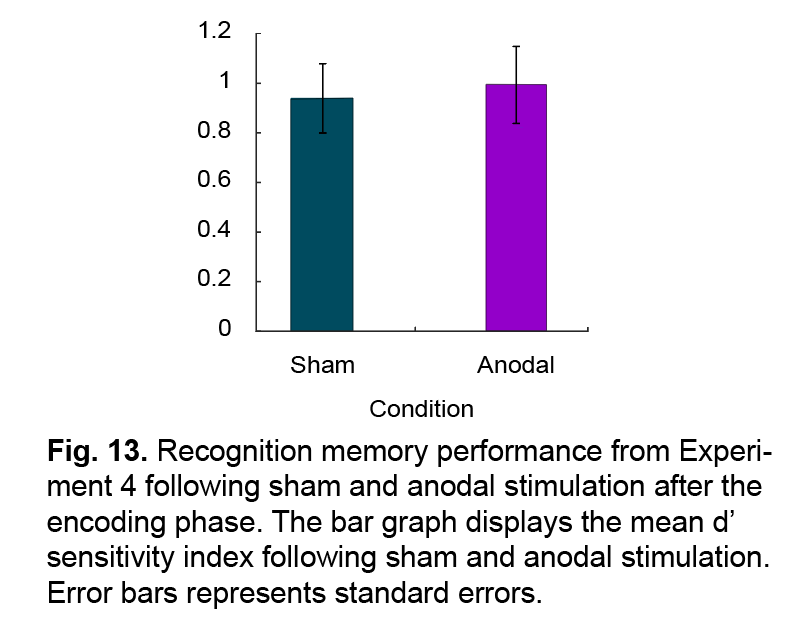 1.2
1
0.8
0.6
0.4
0.2
0
Sham Anodal
Condition
Fig. 13. Recognition memory performance from Experi-
ment 4 following sham and anodal stimulation after the
encoding phase. The bar graph displays the mean d’
sensitivity index following sham and anodal stimulation.
Error bars represents standard errors.